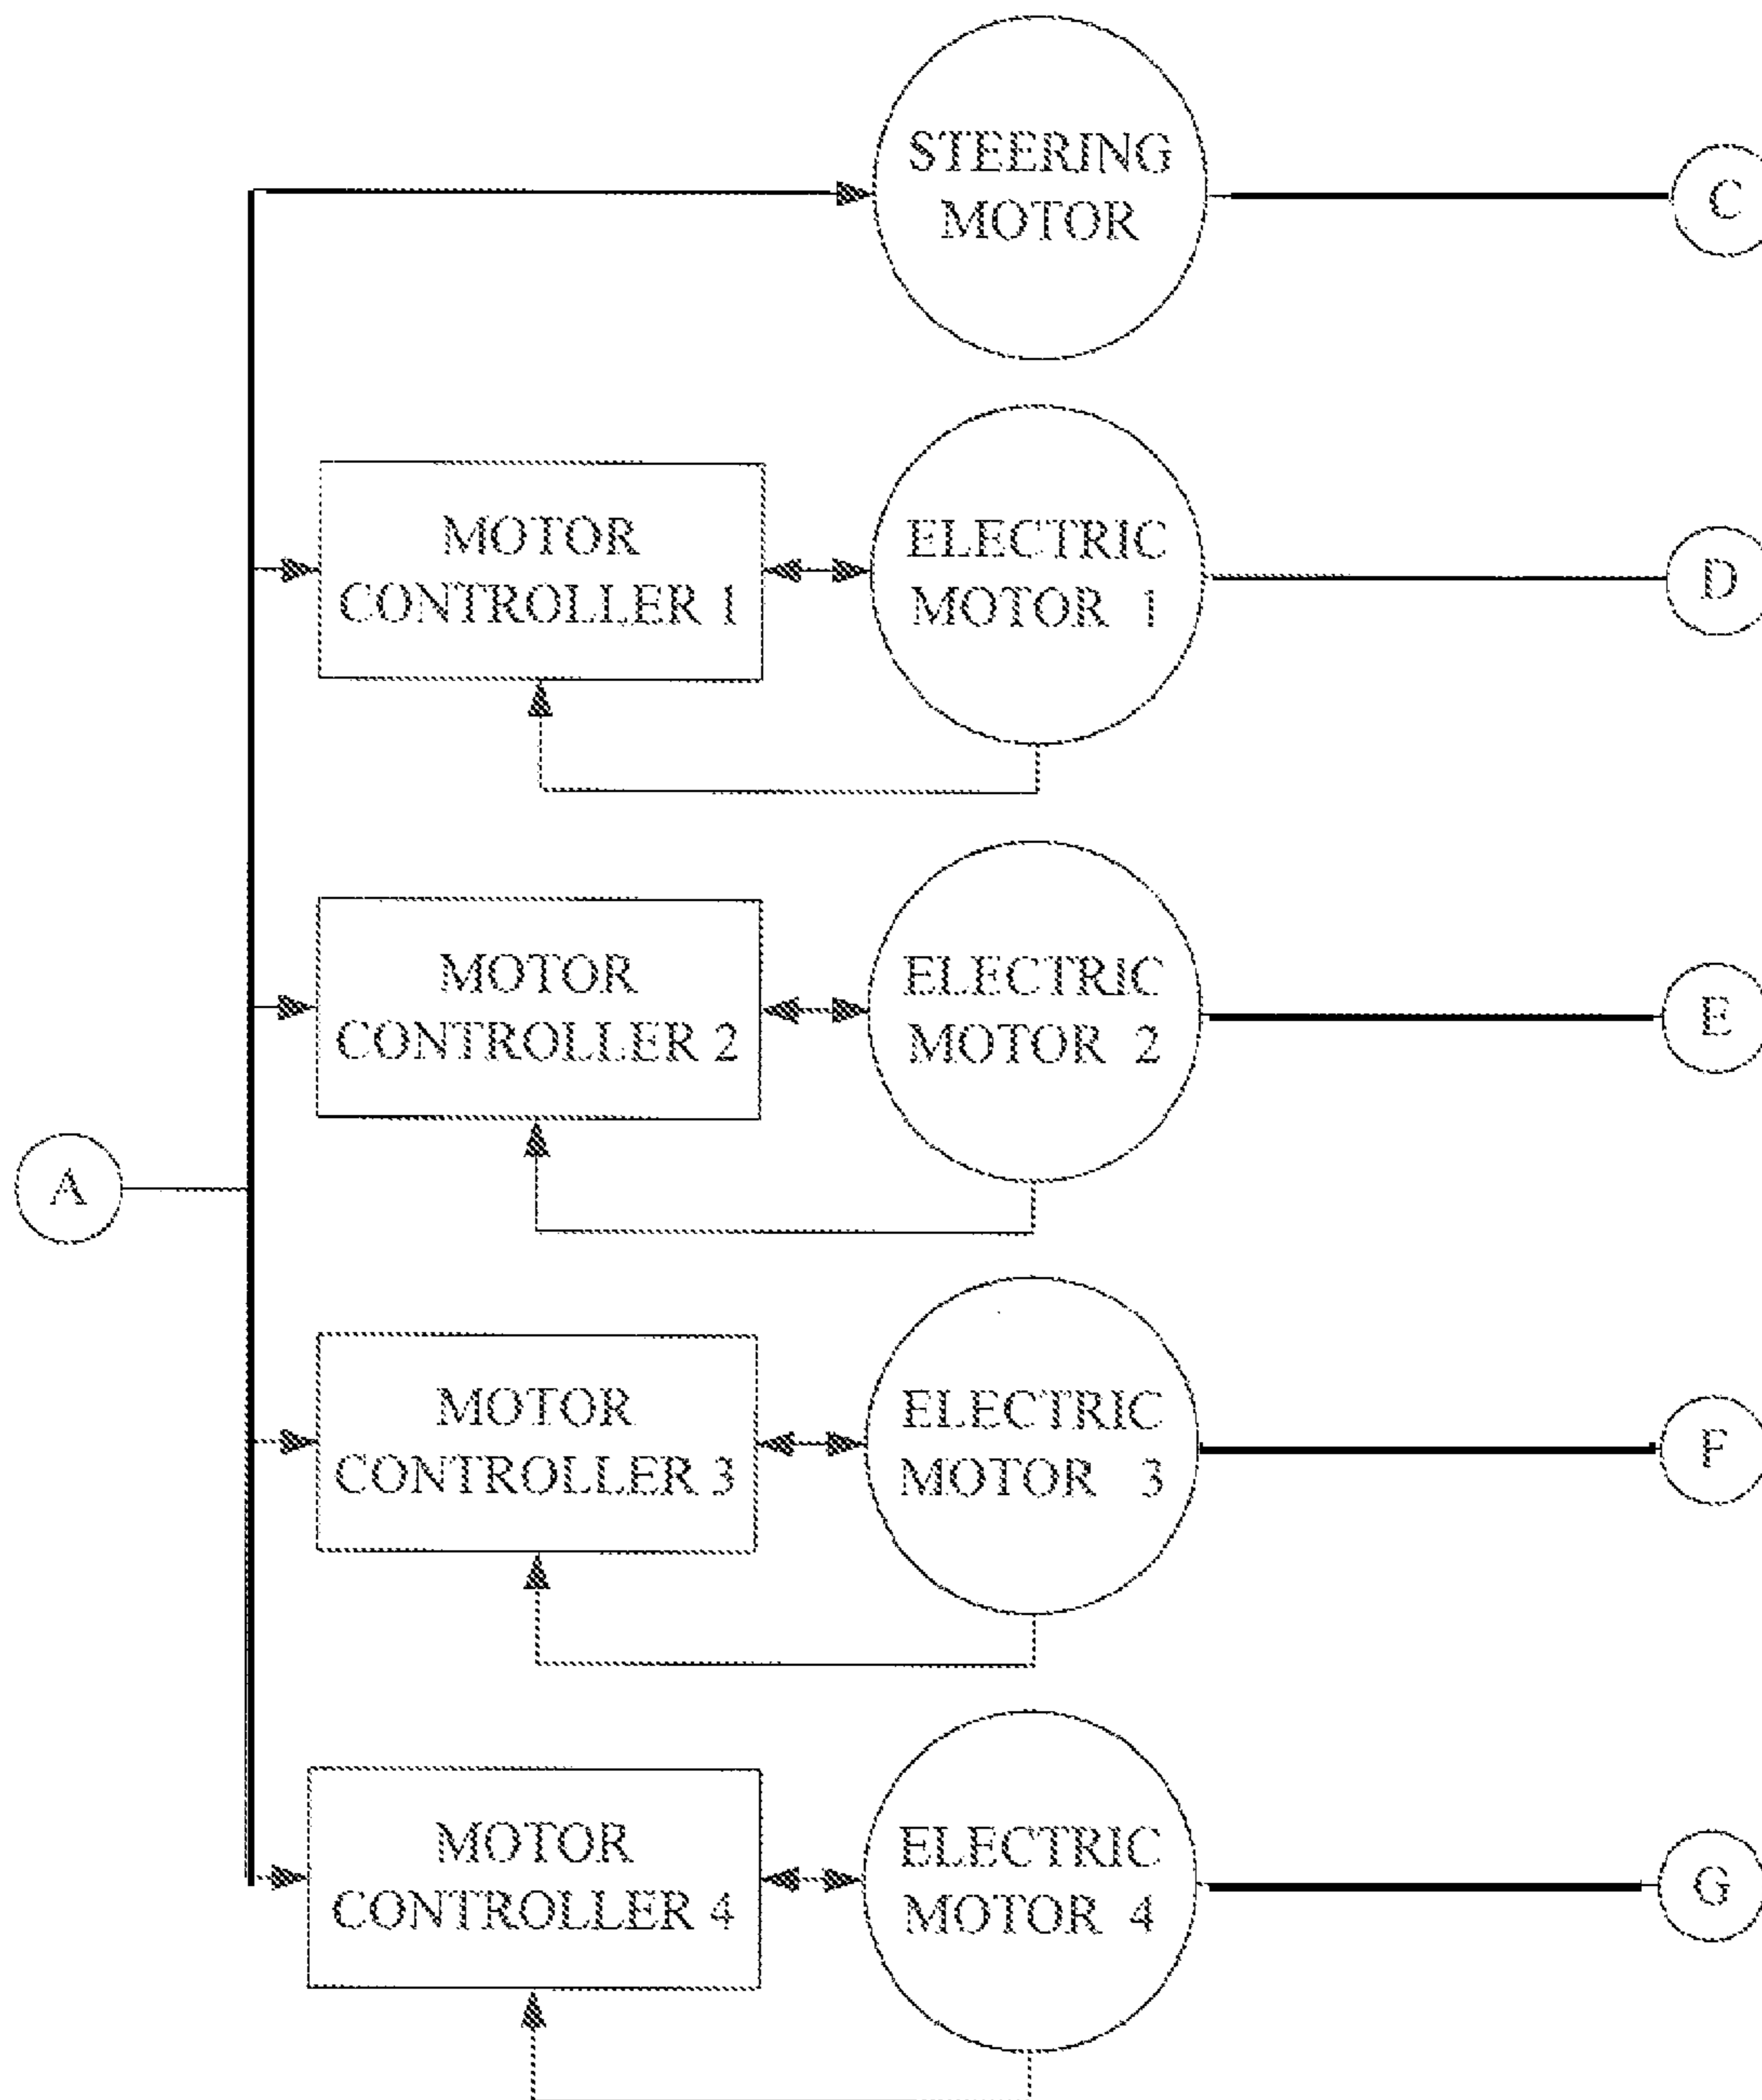 STEERING
MOTOR
C
MOTOR
CONTROLLER 1
ELECTRIC
MOTOR 1
D
MOTOR
CONTROLLER 2
ELECTRIC
MOTOR 2
E
A
MOTOR
CONTROLLER 3
ELECTRIC
MOTOR 3
F
MOTOR
CONTROLLER 4
ELECTRIC
MOTOR 4
G